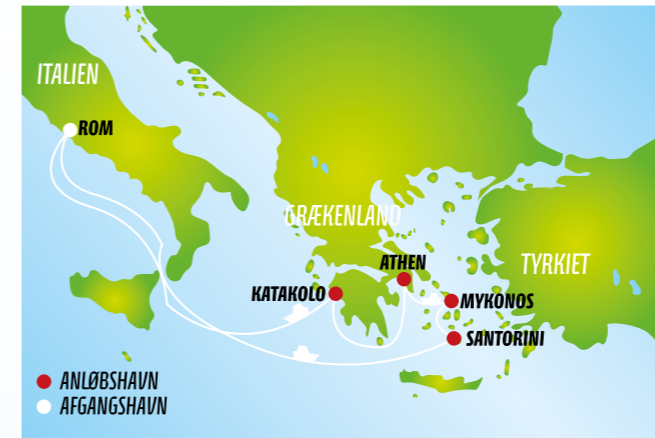 ITALIEN
ROM
GRÆKENLAND
ATHEN
TYRKIET
KATAKOLO
MYKONOS
SANTORINI
ANLØBSHAVN
AFGANGSHAVN